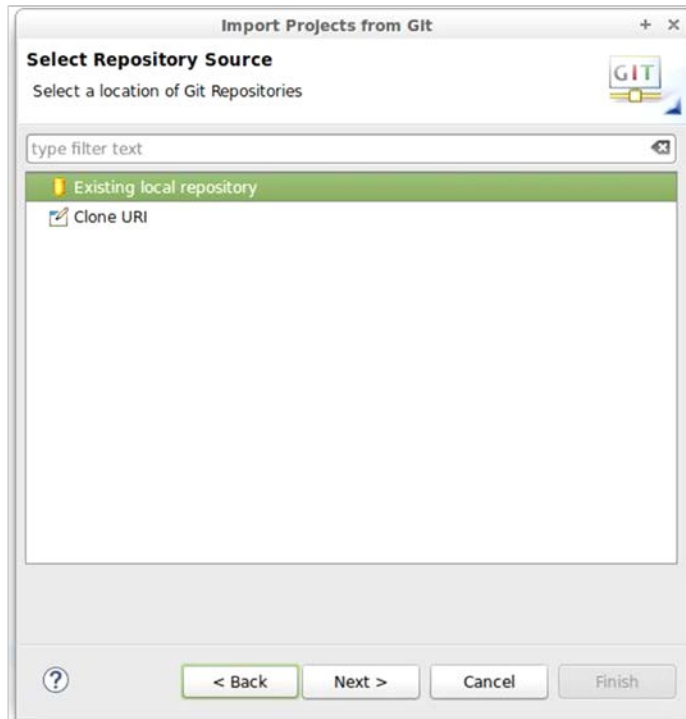 Import Projects from Git
Select Repository Source
Select a location of Git Repositories
GIT
type filter text
Existing local repository
Clone URI
?
< Back
Next >
Cancel
Finish